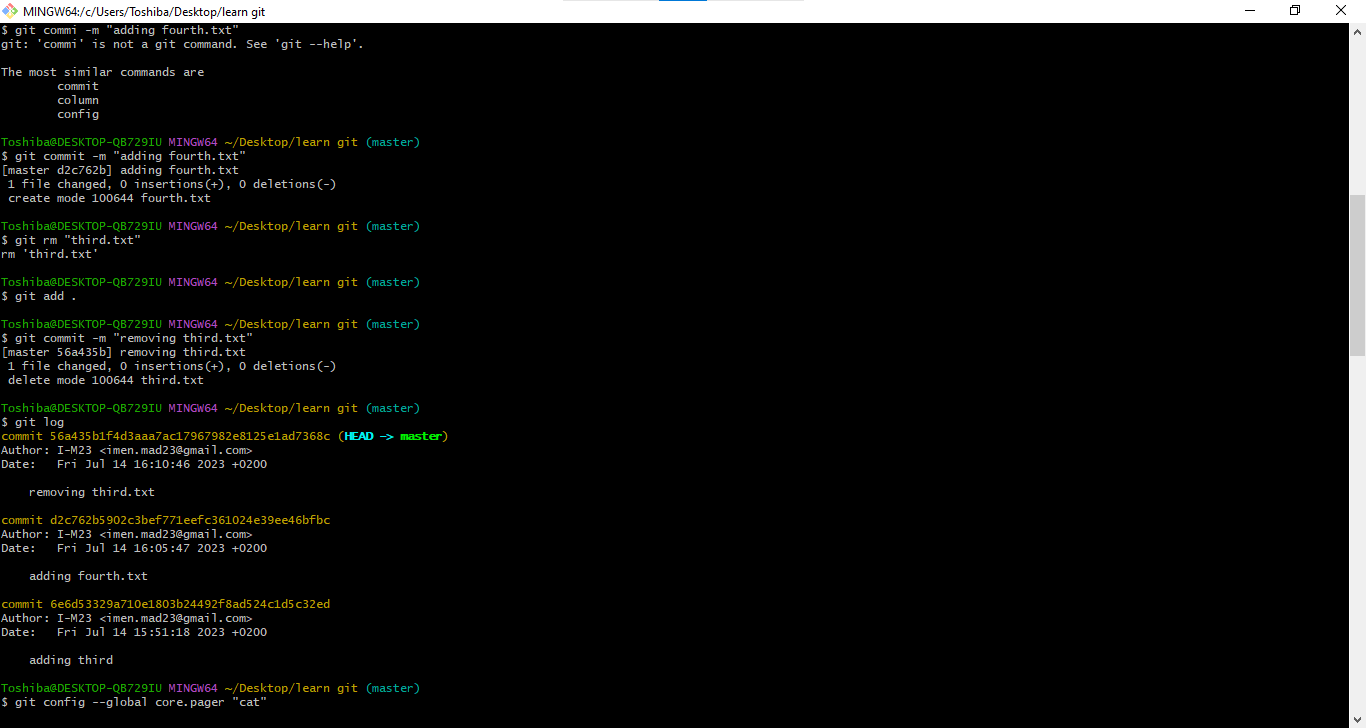 MINGW64:/c/Users/Toshiba/Desktop/learn git
$ git commi -m "adding fourth.txt"
git: 'commi' is not a git command. See 'git --help'.
The most similar commands are
commit
column
config
Toshiba@DESKTOP-QB729IU MINGW64 ~/Desktop/learn git (master)
$ git commit -m "adding fourth.txt"
[master d2c762b] adding fourth.txt
1 file changed, 0 insertions(+), 0 deletions(-)
create mode 100644 fourth.txt
Toshiba@DESKTOP-QB729IU MINGW64 ~/Desktop/learn git (master)
$ git rm "third.txt"
rm 'third.txt'
Toshiba@DESKTOP-QB729IU MINGW64 ~/Desktop/learn git (master)
$ git add .
Toshiba@DESKTOP-QB729IU MINGW64 ~/Desktop/learn git (master)
$ git commit -m "removing third.txt"
[master 56a435b] removing third.txt
1 file changed, 0 insertions(+), 0 deletions(-)
delete mode 100644 third.txt
Toshiba@DESKTOP-QB729IU MINGW64 ~/Desktop/learn git (master)
$ git log
commit 56a435b1f4d3aaa7ac17967982e8125e1ad7368c (HEAD -> master)
Author: I-M23 <imen.mad23@gmail.com>
Date:   Fri Jul 14 16:10:46 2023 +0200
removing third.txt
commit d2c762b5902c3bef771eefc361024e39ee46bfbc
Author: I-M23 <imen.mad23@gmail.com>
Date:   Fri Jul 14 16:05:47 2023 +0200
adding fourth.txt
commit 6e6d53329a710e1803b24492f8ad524c1d5c32ed
Author: I-M23 <imen.mad23@gmail.com>
Date:   Fri Jul 14 15:51:18 2023 +0200
adding third
Toshiba@DESKTOP-QB729IU MINGW64 ~/Desktop/learn git (master)
$ git config --global core.pager "cat"